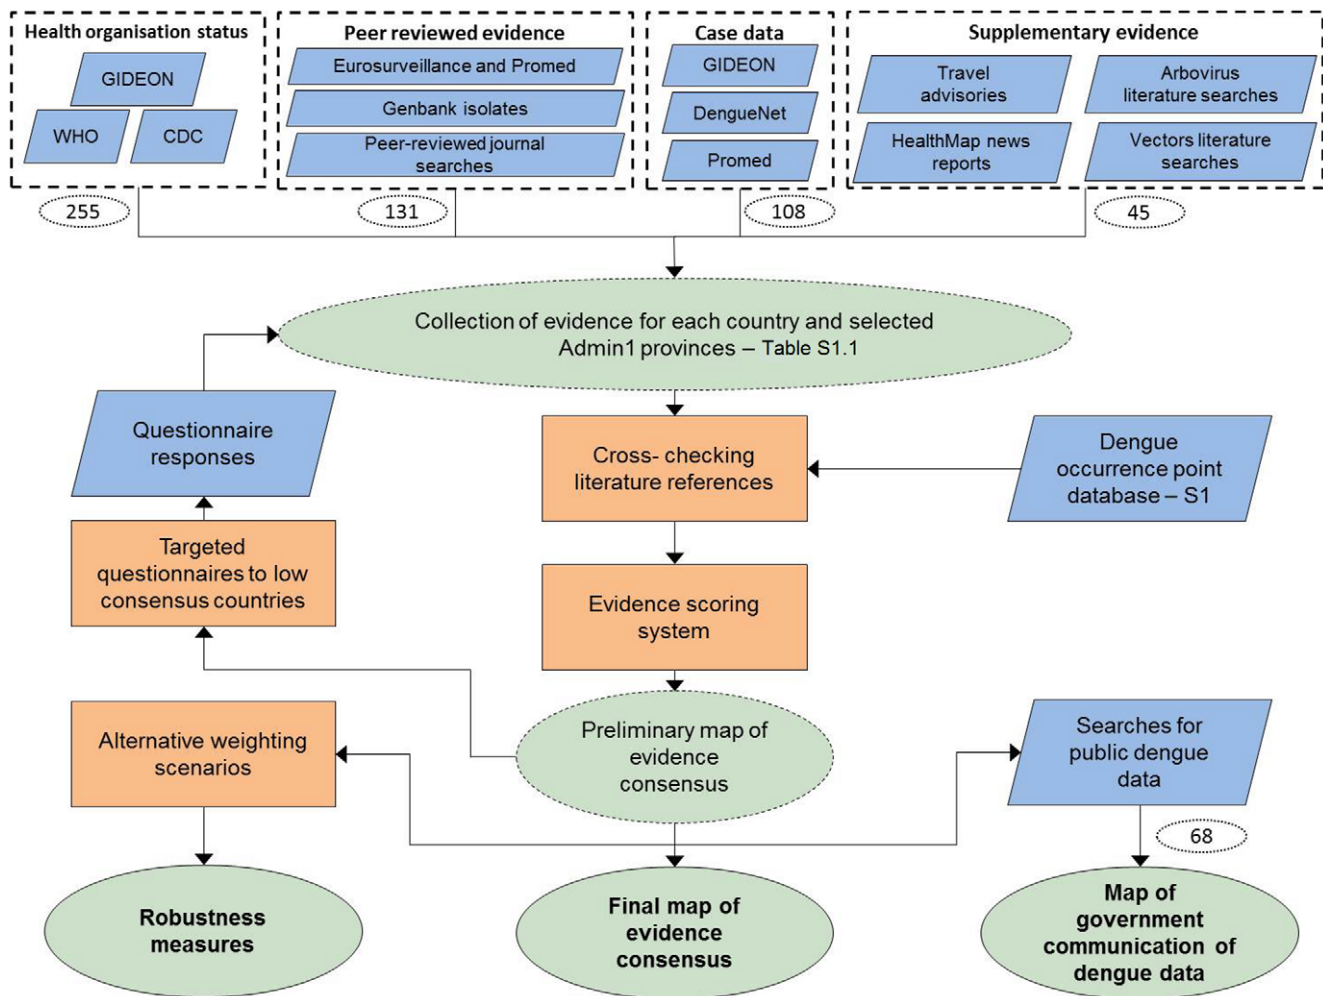 Health organisation status
GIDEON
WHO
CDC
Peer reviewed evidence
Eurosurveillance and Promed
Genbank isolates
Peer-reviewed journal
searches
Case data
GIDEON
DengueNet
Promed
Supplementary evidence
Travel
advisories
Arbovirus
literature searches
HealthMap news
reports
Vectors literature
searches
255
131
108
45
Collection of evidence for each country and selected
Admin1 provinces – Table S1.1
Questionnaire
responses
Cross- checking
literature references
Dengue
occurrence point
database – S1
Targeted
questionnaires to low
consensus countries
Evidence scoring
system
Alternative weighting
scenarios
Preliminary map of
evidence
consensus
Searches for
public dengue
data
68
Robustness
measures
Final map of
evidence
consensus
Map of
government
communication of
dengue data